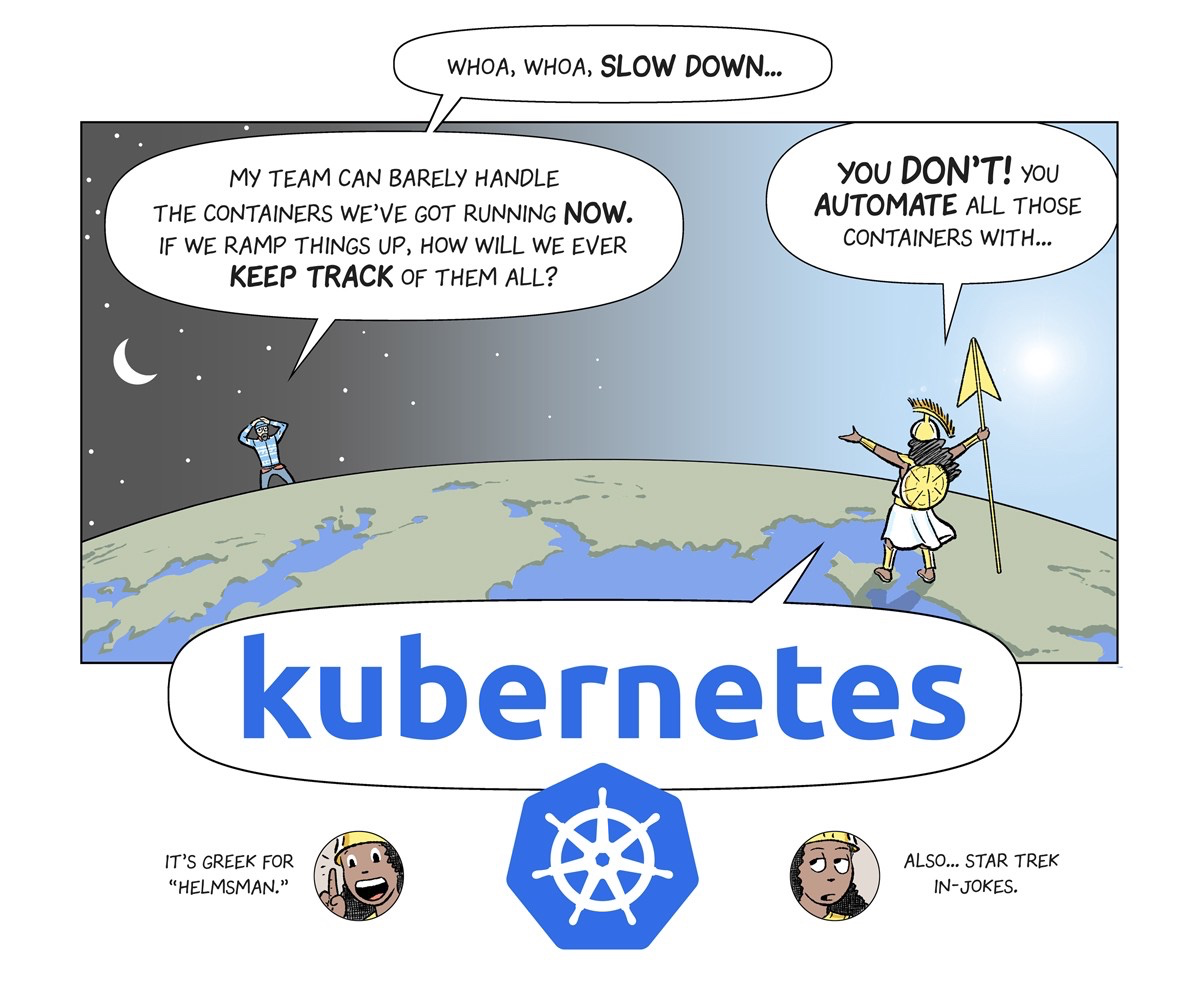 WHOA, WHOA, SLOW DOWN...
MY TEAM CAN BARELY HANDLE
THE CONTAINERS WE'VE GOT RUNNING NOW.
IF WE RAMP THINGS UP, HOW WILL WE EVER
KEEP TRACK OF THEM ALL?
YOU DON'T! YOU
AUTOMATE ALL THOSE
CONTAINERS WITH...
kubernetes
IT'S GREEK FOR
“HELMSMAN.”
ALSO... STAR TREK
IN-JOKES.